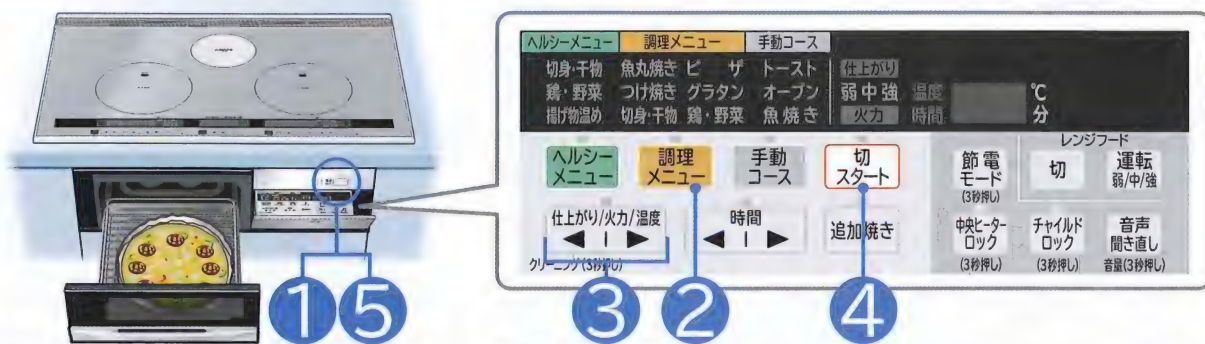 ヘルシーメニュー 調理メニュー 手動コース
切身・干物 魚丸焼き ピザ トースト 仕上がり
鶏・野菜 つけ焼き グラタン オーブン 弱 中 強 温度 ℃
揚げ物温め 切身・干物 鶏・野菜 魚焼き 火力 時間 分
レンジフード
ヘルシー
メニュー
調理
メニュー
手動
コース
切
スタート
節電
モード
(3秒押し)
切
運転
弱/中/強
仕上がり/火力/温度
◀ I ▶
クリーニング(3秒押し)
時間
◀ I ▶
追加焼き
中央ヒーター
ロック
(3秒押し)
チャイルド
ロック
(3秒押し)
音声
聞き直し
音量(3秒押し)
1 5
3 2 4